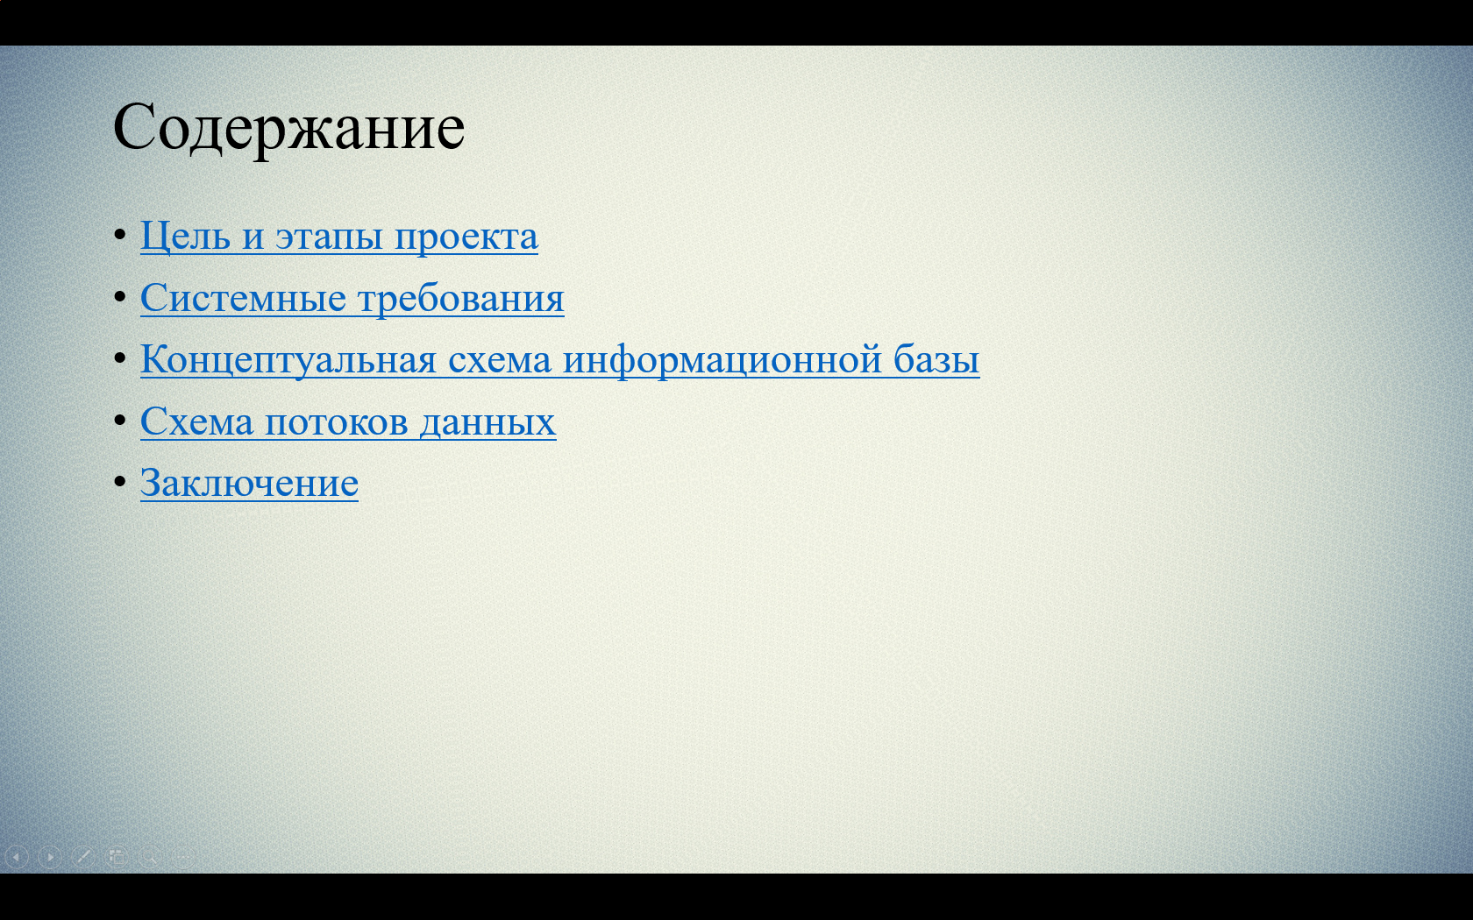 Содержание
• Цель и этапы проекта
• Системные требования
• Концептуальная схема информационной базы
• Схема потоков данных
• Заключение